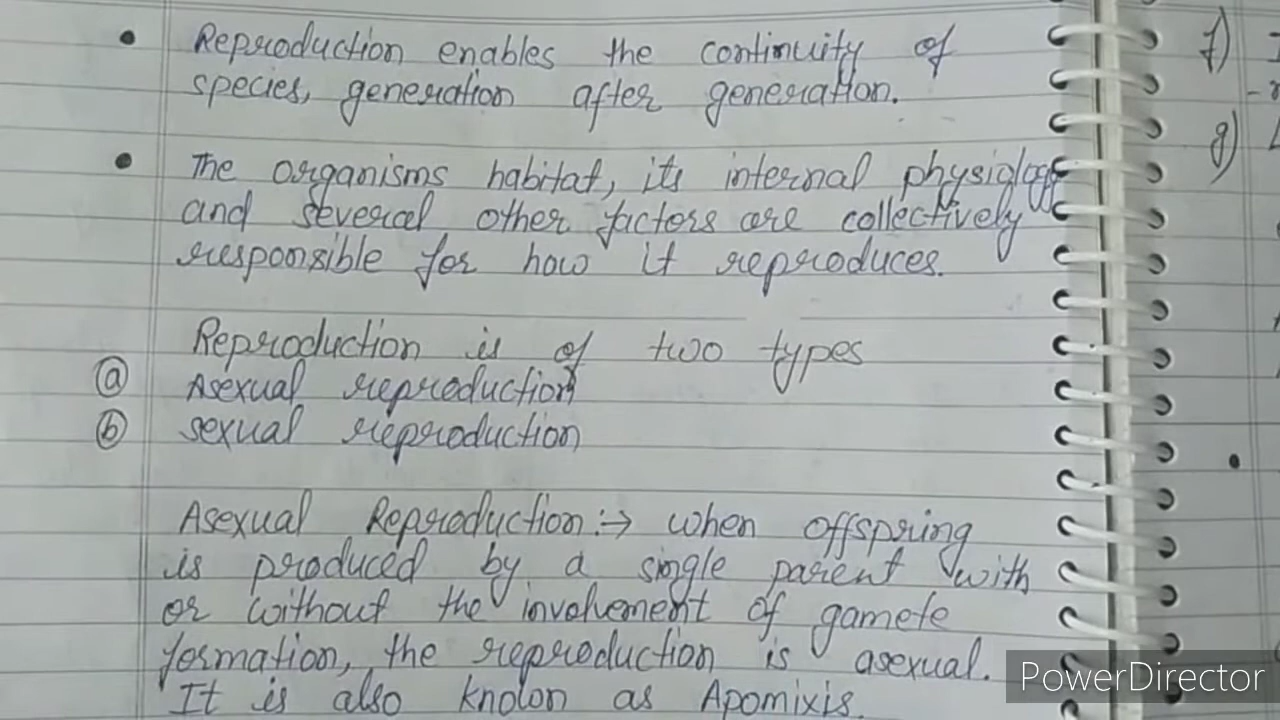 • Reproduction enables the continuity of
species, generation after generation.
• The organisms habitat, its internal physiology
and several other factors are collectively
responsible for how it reproduces.
Reproduction is of two types
ⓐ Asexual reproduction
ⓑ sexual reproduction
Asexual Reproduction:→ when offspring
is produced by a single parent with
or without the involvement of gamete
formation, the reproduction is asexual.
It is also known as Apomixis.
f)
g)
PowerDirector